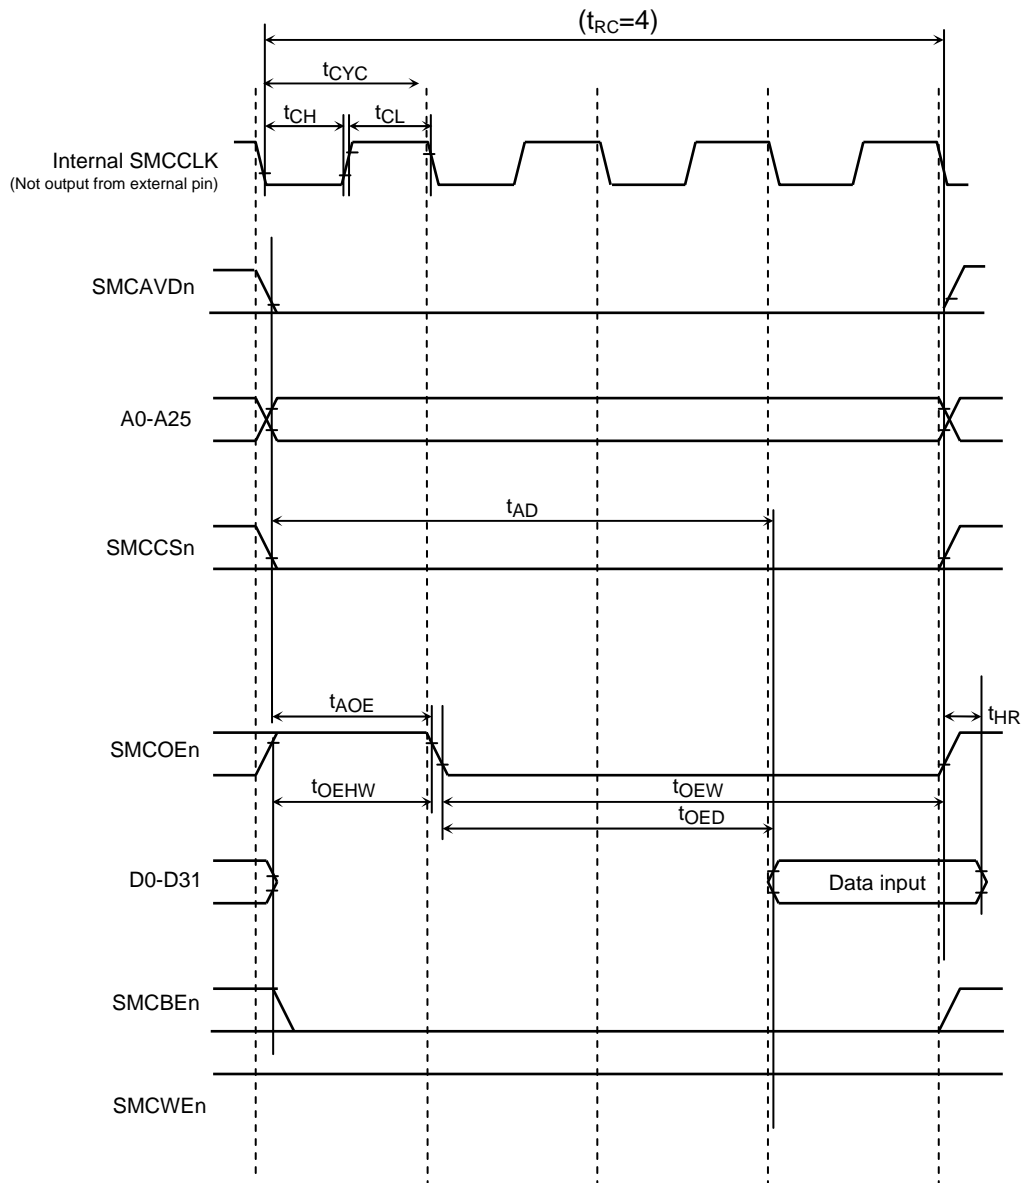 (tRC=4)
tCYC
tCH
tCL
Internal SMCCLK
(Not output from external pin)
SMCAVDn
A0-A25
tAD
SMCCSn
tAOE
tHR
SMCOEn
tOEHW
tOEW
tOED
D0-D31
Data input
SMCBEn
SMCWEn